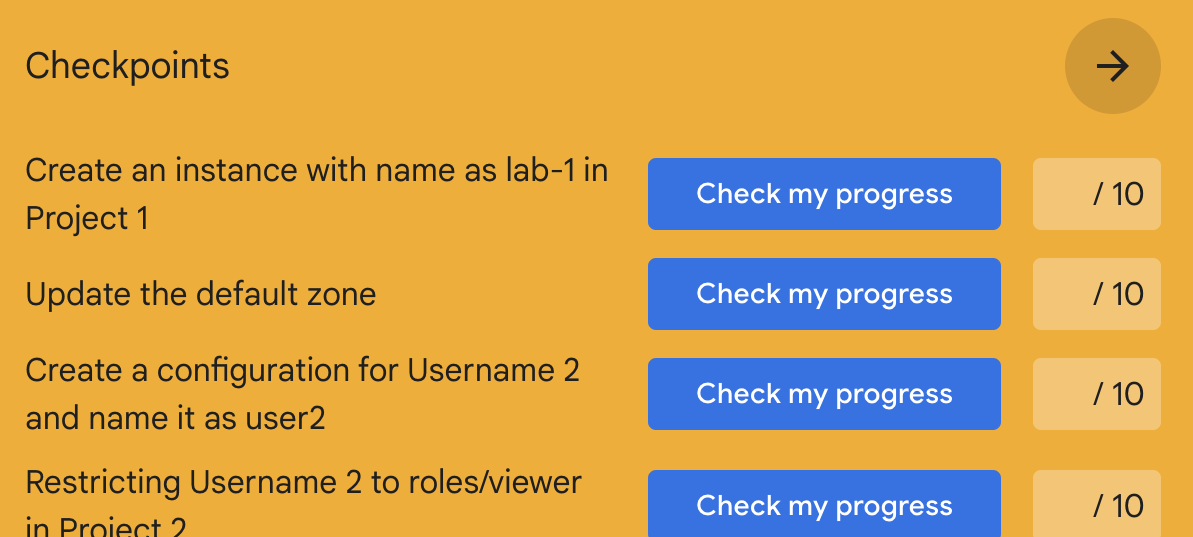 Checkpoints
Create an instance with name as lab-1 in
Project 1
Check my progress
/ 10
Update the default zone
Check my progress
/ 10
Create a configuration for Username 2
and name it as user2
Check my progress
/ 10
Restricting Username 2 to roles/viewer
in Project 2
Check my progress
/ 10